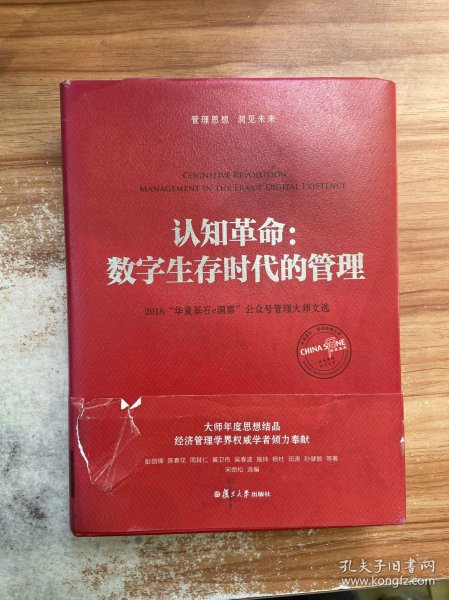 管理思想 洞见未来
COGNITIVE REVOLUTION
MANAGEMENT IN THE ERA OF DIGITAL EXISTENCE
认知革命：
数字生存时代的管理
2018“华夏基石e洞察”公众号管理大师文选
CHINA STONE
大师年度思想结晶
经济管理学界权威学者倾力奉献
彭剑锋 陈春花 周其仁 黄卫伟 吴春波 施炜 杨杜 田涛 孙健敏 等著
宋劲松 选编
复旦大学出版社
孔夫子旧书网
www.kongfz.com